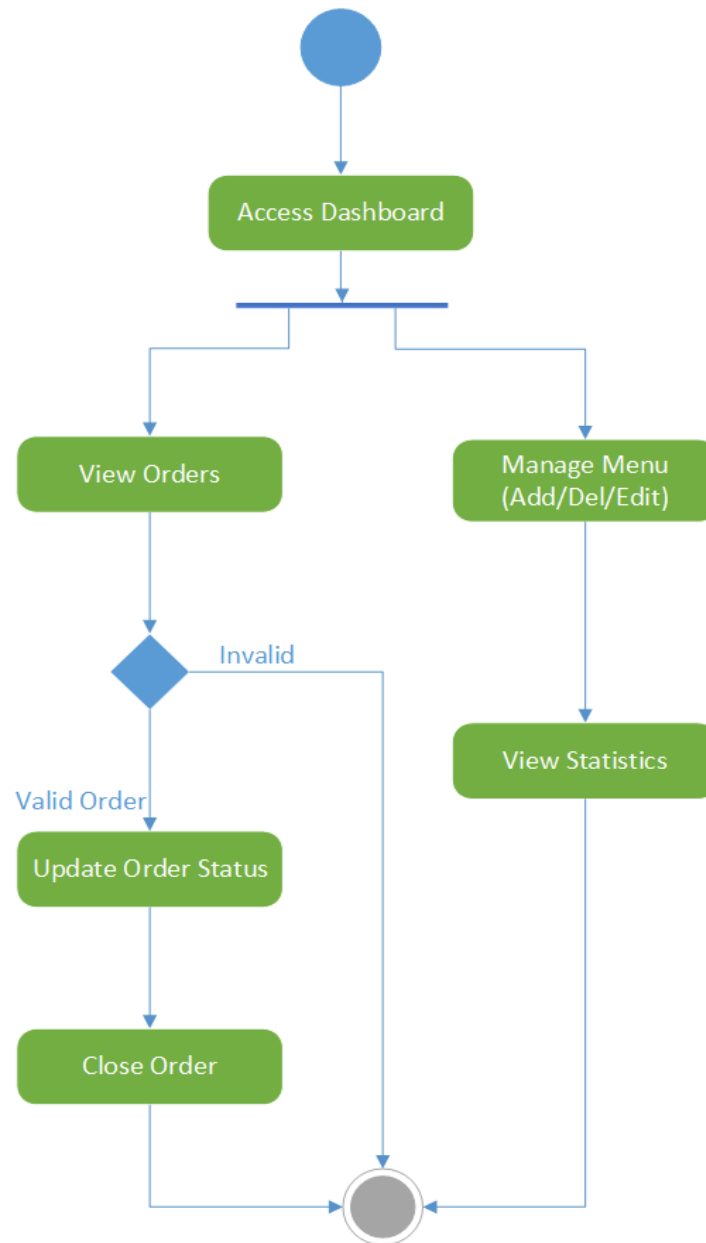 Access Dashboard
View Orders
Manage Menu
(Add/Del/Edit)
Invalid
View Statistics
Valid Order
Update Order Status
Close Order